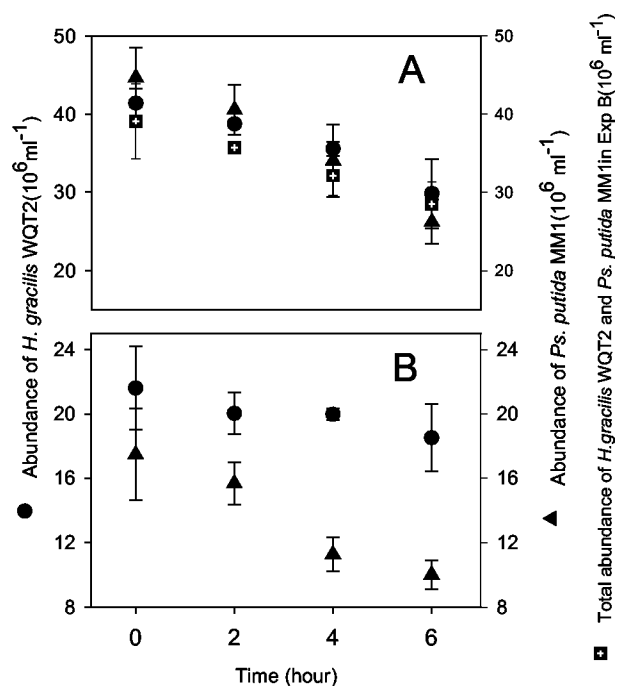 Abundance of H. gracilis WQT2(10⁶ ml⁻¹)
50
40
30
20
A
50
40
30
20
24
20
16
12
8
B
24
20
16
12
8
0 2 4 6
Time (hour)
Abundance of Ps. putida MM1(10⁶ ml⁻¹)
Total abundance of H.gracilis WQT2 and Ps. putida MM1in Exp B(10⁶ ml⁻¹)